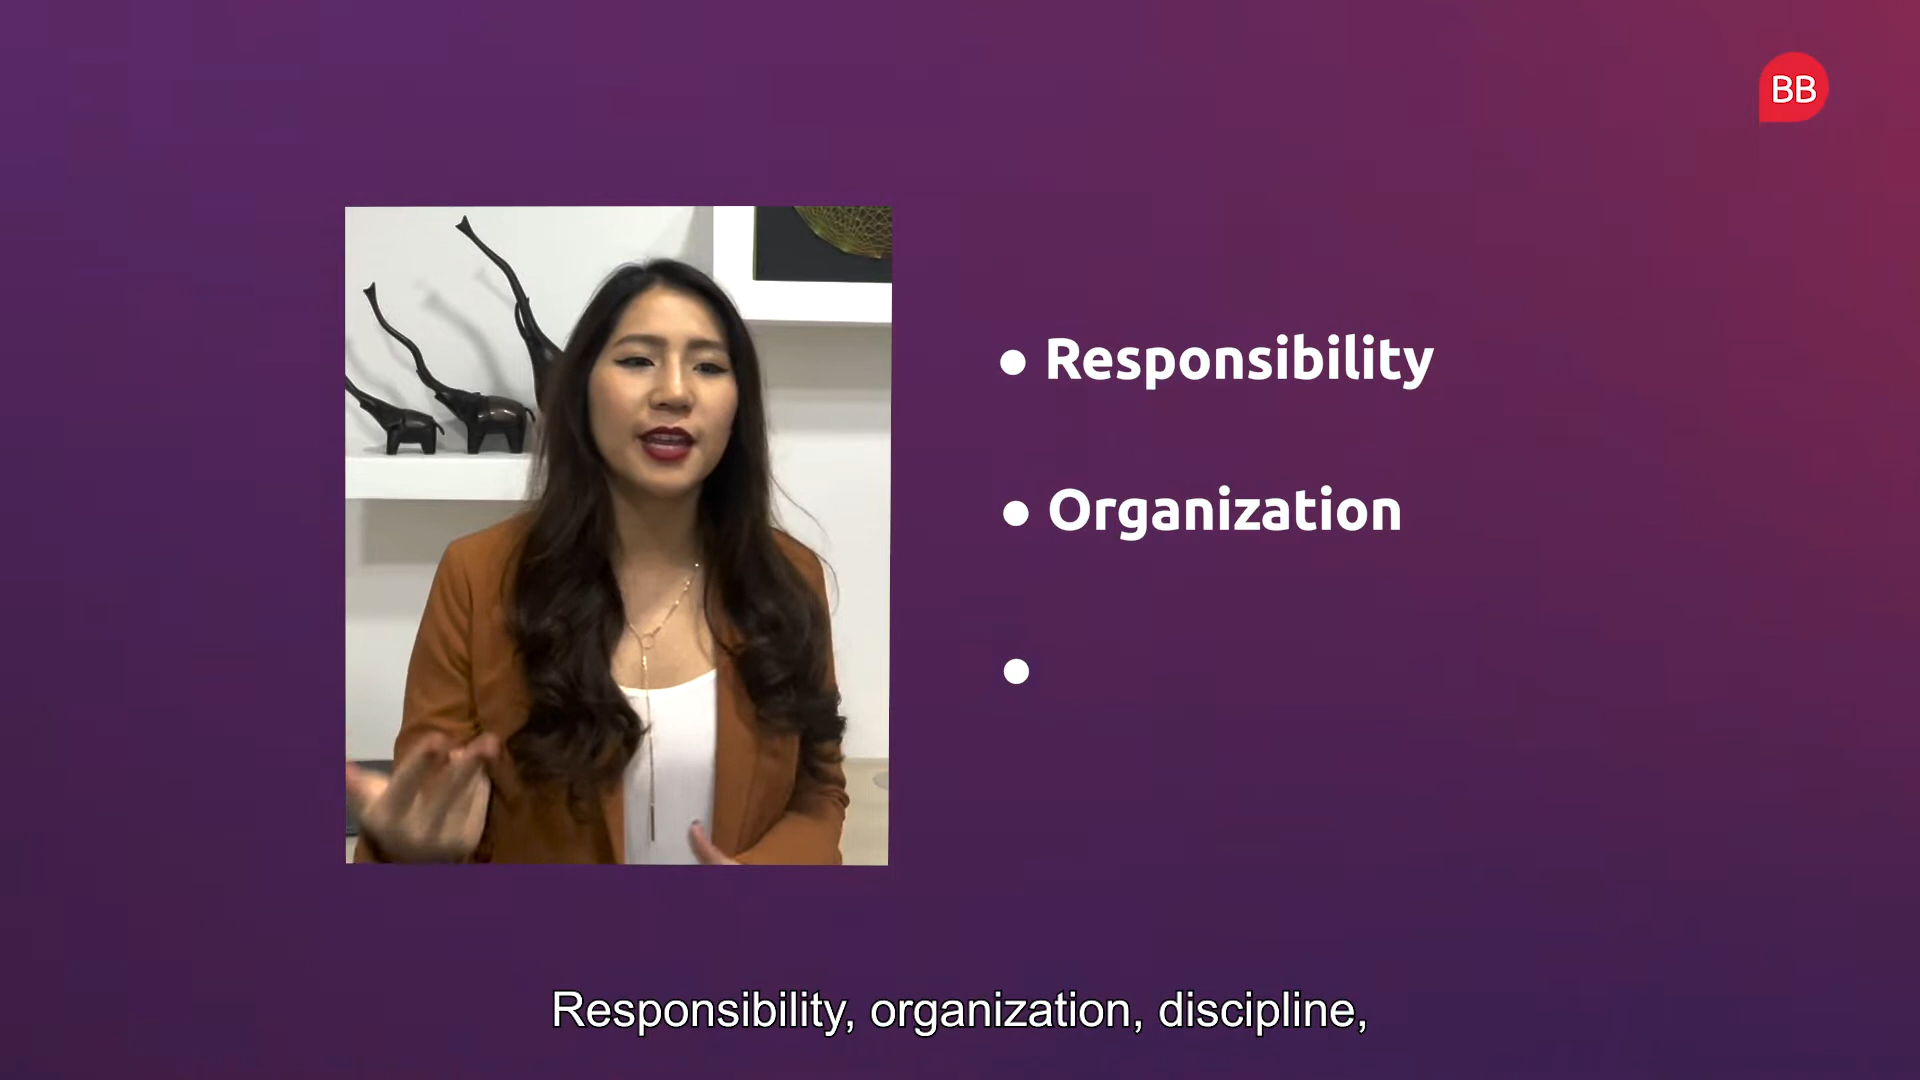 BB
● Responsibility
● Organization
●
Responsibility, organization, discipline,